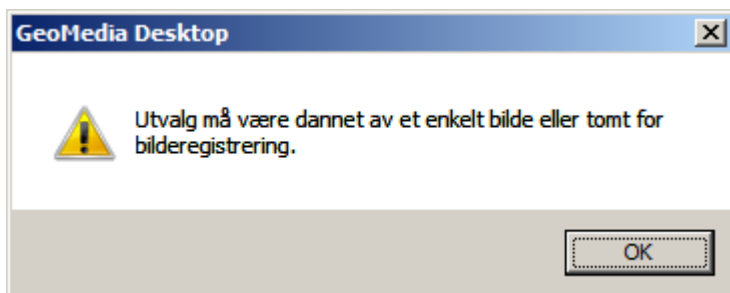 GeoMedia Desktop
Utvalg må være dannet av et enkelt bilde eller tomt for
bilderegistrering.
OK